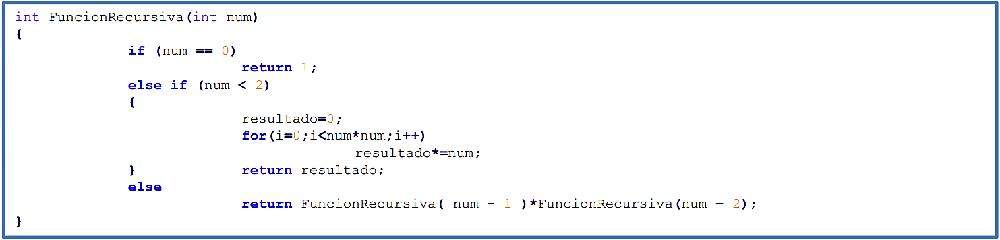 int FuncionRecursiva(int num)
{
if (num == 0)
return 1;
else if (num < 2)
{
resultado=0;
for(i=0;i<num*num;i++)
resultado*=num;
} return resultado;
else
return FuncionRecursiva( num - 1 )*FuncionRecursiva(num – 2);
}